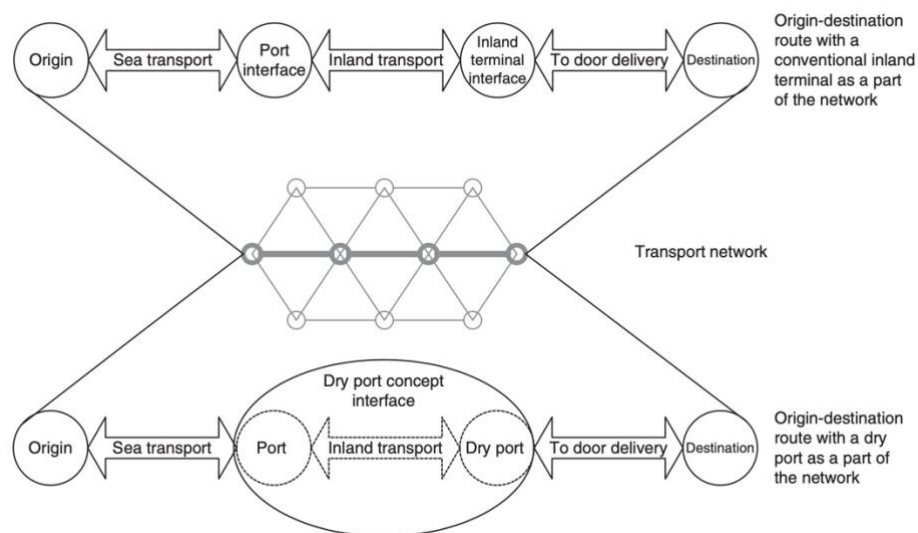 Origin
Sea transport
Port
interface
Inland transport
Inland
terminal
interface
To door delivery
Destination
Origin-destination
route with a
conventional inland
terminal as a part
of the network
Transport network
Dry port concept
interface
Origin
Sea transport
Port
Inland transport
Dry port
To door delivery
Destination
Origin-destination
route with a dry
port as a part of
the network